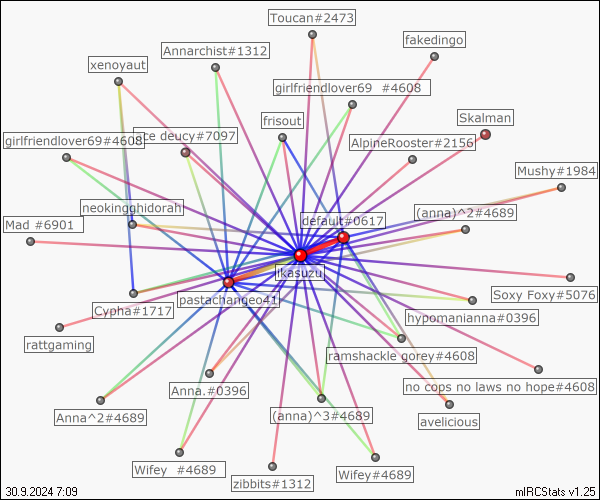 Toucan#2473
fakedingo
Annarchist#1312
xenoyaut
girlfriendlover69 #4608
Skalman
frisout
ce deucy#7097
girlfriendlover69#4608
AlpineRooster#2156
Mushy#1984
neokingghidorah
(anna)^2#4689
default#0617
Mad #6901
ikasuzu
Soxy Foxy#5076
pastachangeo41
Cypha#1717
hypomanianna#0396
rattgaming
ramshackle gorey#4608
no cops no laws no hope#4608
Anna.#0396
Anna^2#4689
(anna)^3#4689
avelicious
Wifey #4689
Wifey#4689
zibbits#1312
30.9.2024 7:09
mIRCStats v1.25